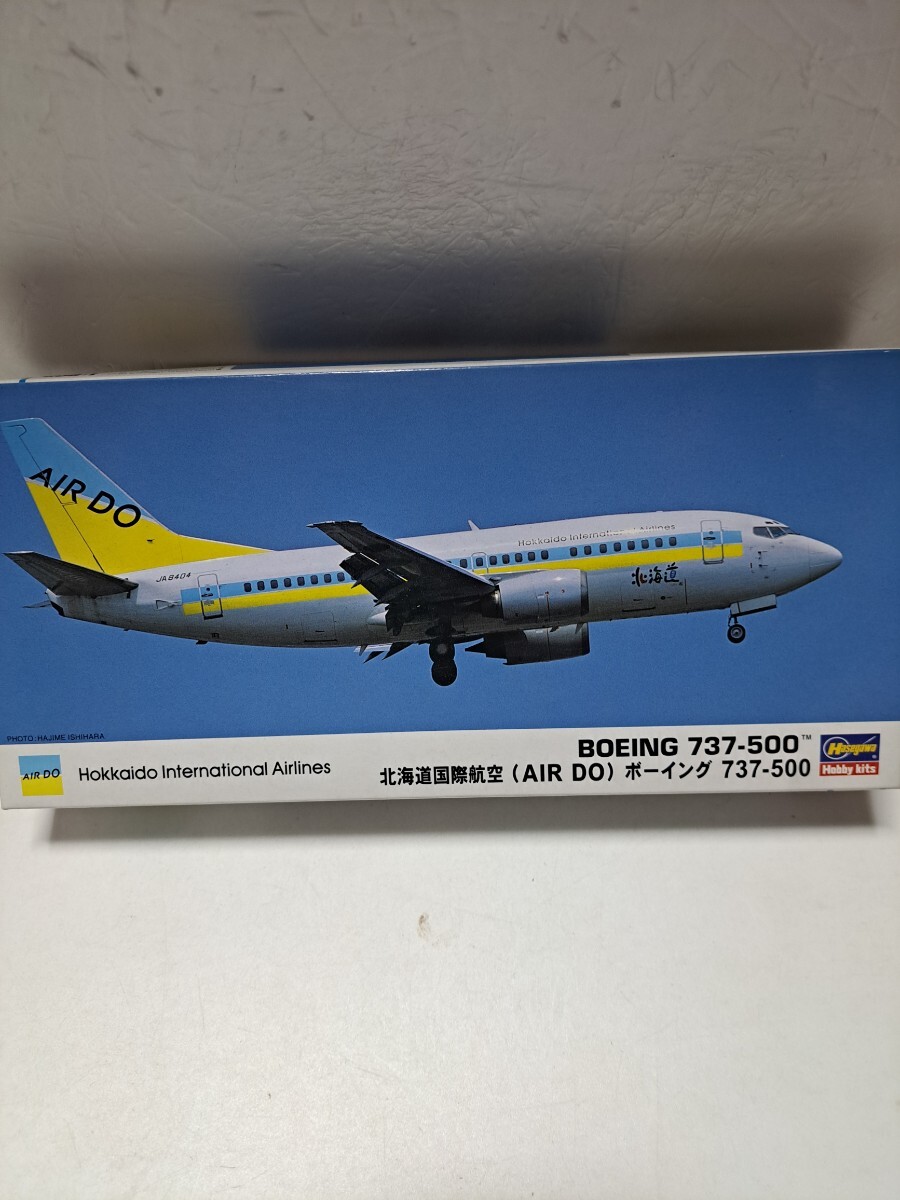 AIR DO
Hokkaido International Airlines
JA8404
北海道
PHOTO:HAJIME ISHIHARA
AIR DO
Hokkaido International Airlines
BOEING 737-500™
北海道国際航空 (AIR DO) ボーイング 737-500
Hasegawa
Hobby kits